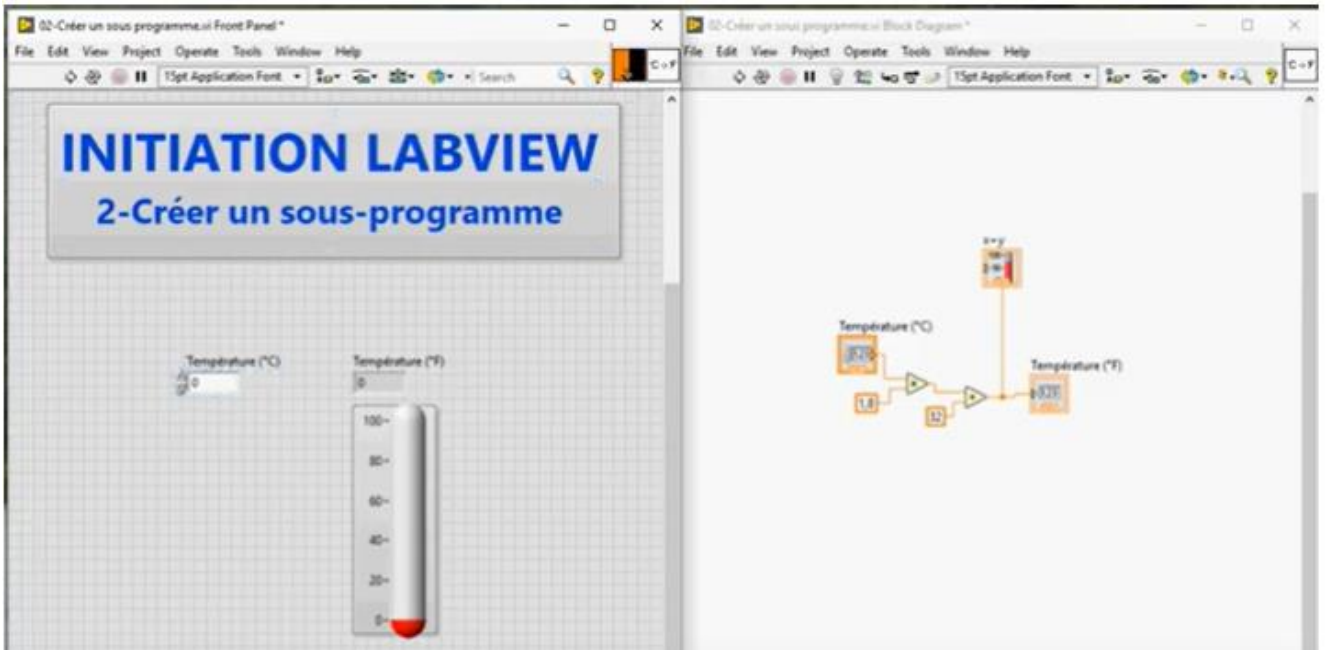 02-Créer un sous programme.vi Front Panel *
File Edit View Project Operate Tools Window Help
15pt Application Font
Search
C->F
INITIATION LABVIEW
2-Créer un sous-programme
Température (°C)
0
Température (°F)
0
100
80
60
40
20
0
02-Créer un sous programme.vi Block Diagram *
File Edit View Project Operate Tools Window Help
15pt Application Font
C->F
Température (°C)
1,8
32
x+y
Température (°F)